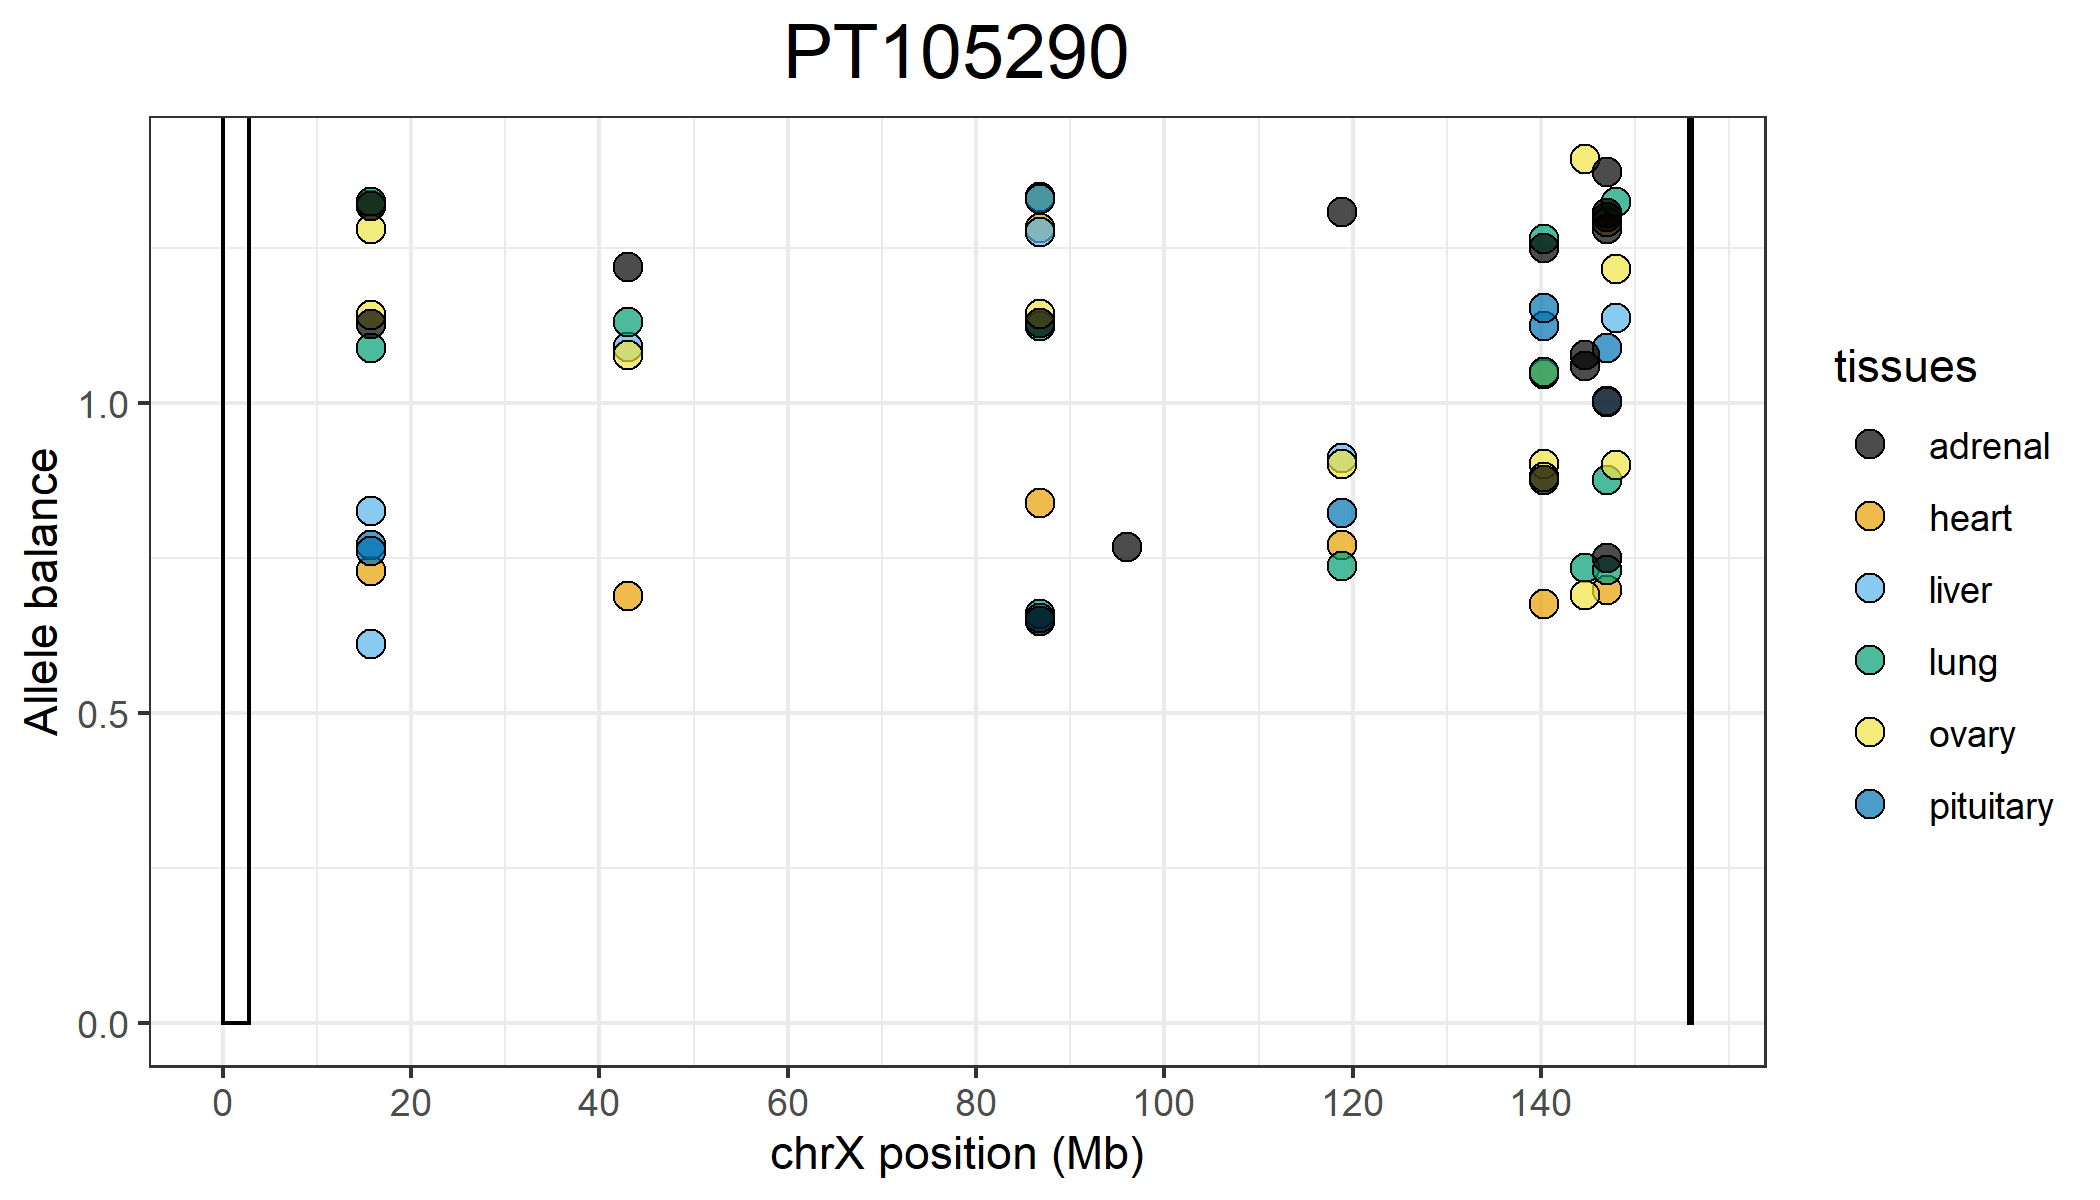 PT105290
Allele balance
1.0
0.5
0.0
0 20 40 60 80 100 120 140
chrX position (Mb)
tissues
adrenal
heart
liver
lung
ovary
pituitary